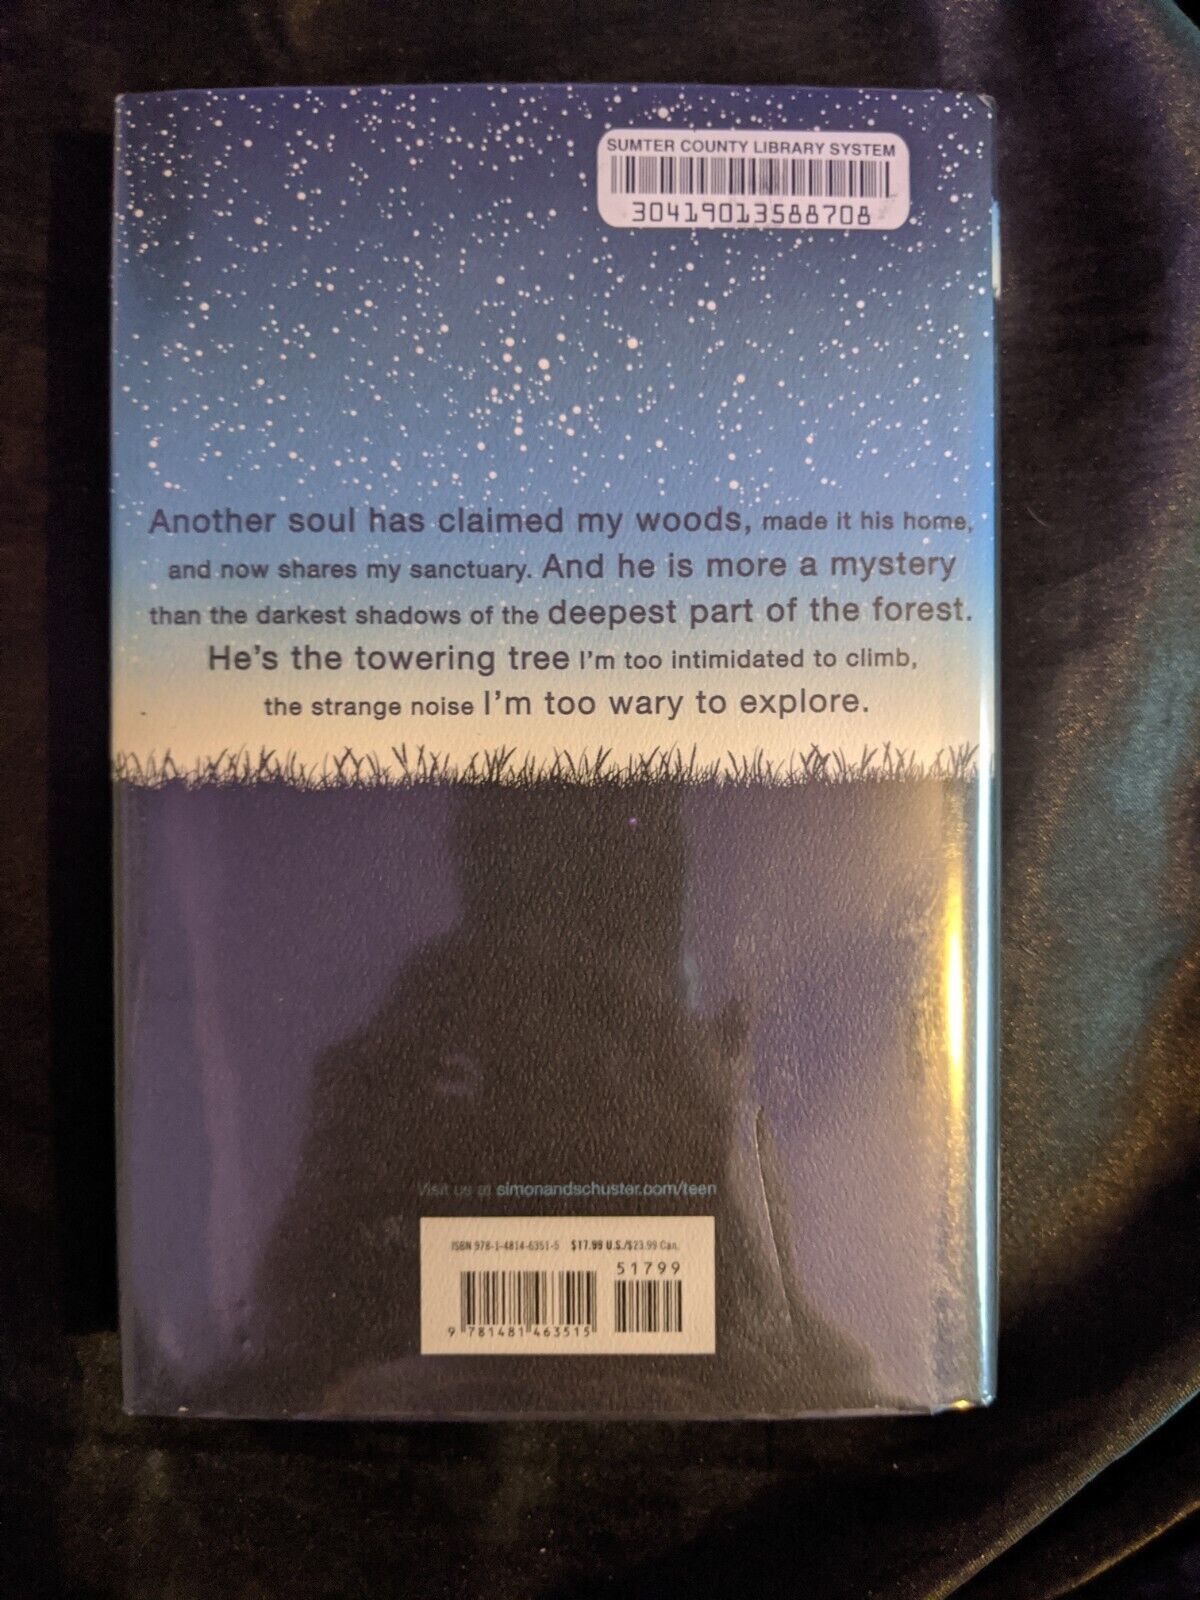 SUMTER COUNTY LIBRARY SYSTEM
30419013588708
Another soul has claimed my woods, made it his home,
and now shares my sanctuary. And he is more a mystery
than the darkest shadows of the deepest part of the forest.
He's the towering tree I'm too intimidated to climb,
the strange noise I'm too wary to explore.
Visit us at simonandschuster.com/teen
ISBN 978-1-4814-6351-5 $17.99 U.S./$23.99 Can.
51799
9 781481 463515